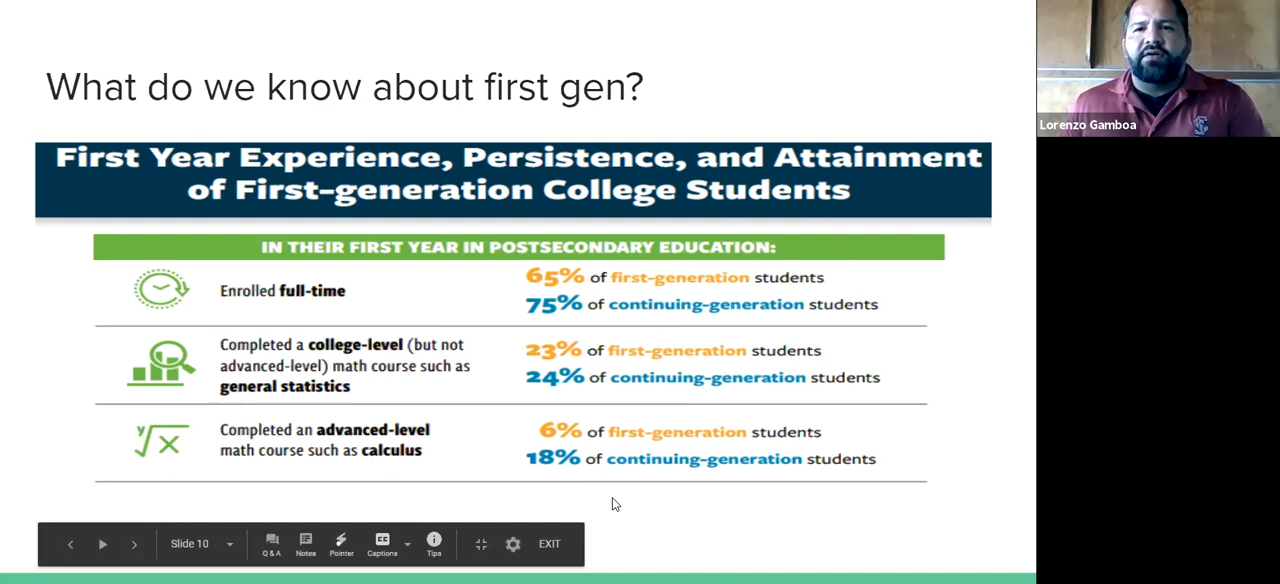 What do we know about first gen?
First Year Experience, Persistence, and Attainment
of First-generation College Students
IN THEIR FIRST YEAR IN POSTSECONDARY EDUCATION:
Enrolled full-time
65% of first-generation students
75% of continuing-generation students
Completed a college-level (but not
advanced-level) math course such as
general statistics
23% of first-generation students
24% of continuing-generation students
y√x
Completed an advanced-level
math course such as calculus
6% of first-generation students
18% of continuing-generation students
Slide 10
Q & A
Notes
Pointer
CC
Captions
Tips
EXIT
Lorenzo Gamboa